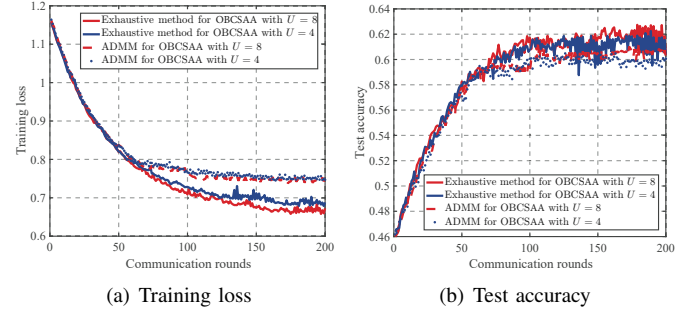 1.2
1.1
1
0.9
0.8
0.7
0.6
Training loss
0
50
100
150
200
Communication rounds
Exhaustive method for OBCSAA with U = 8
Exhaustive method for OBCSAA with U = 4
ADMM for OBCSAA with U = 8
ADMM for OBCSAA with U = 4
(a) Training loss
0.64
0.62
0.6
0.58
0.56
0.54
0.52
0.5
0.48
0.46
Test accuracy
0
50
100
150
200
Communication rounds
Exhaustive method for OBCSAA with U = 8
Exhaustive method for OBCSAA with U = 4
ADMM for OBCSAA with U = 8
ADMM for OBCSAA with U = 4
(b) Test accuracy